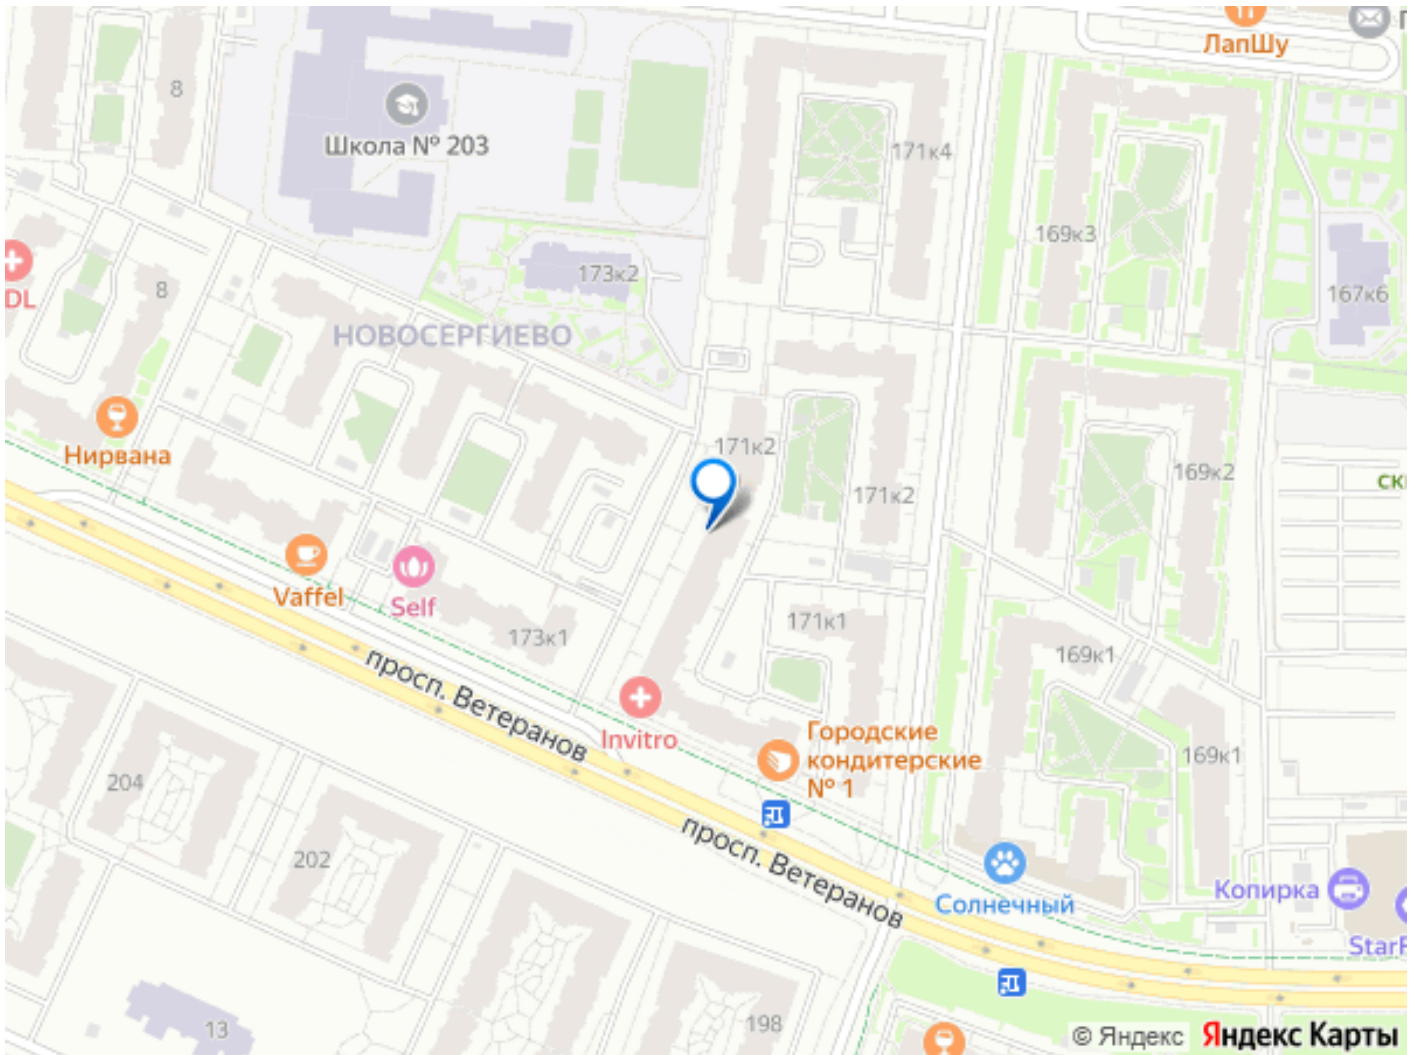 ЛапШу
8
Школа № 203
171к4
169к3
173к2
167к6
DL
8
НОВОСЕРГИЕВО
Нирвана
171к2
171к2
169к2
Vaffel
Self
173к1
171к1
169к1
просп. Ветеранов
Invitro
Городские
кондитерские
№ 1
169к1
204
202
просп. Ветеранов
Солнечный
Копирка
13
198
© Яндекс Яндекс Карты